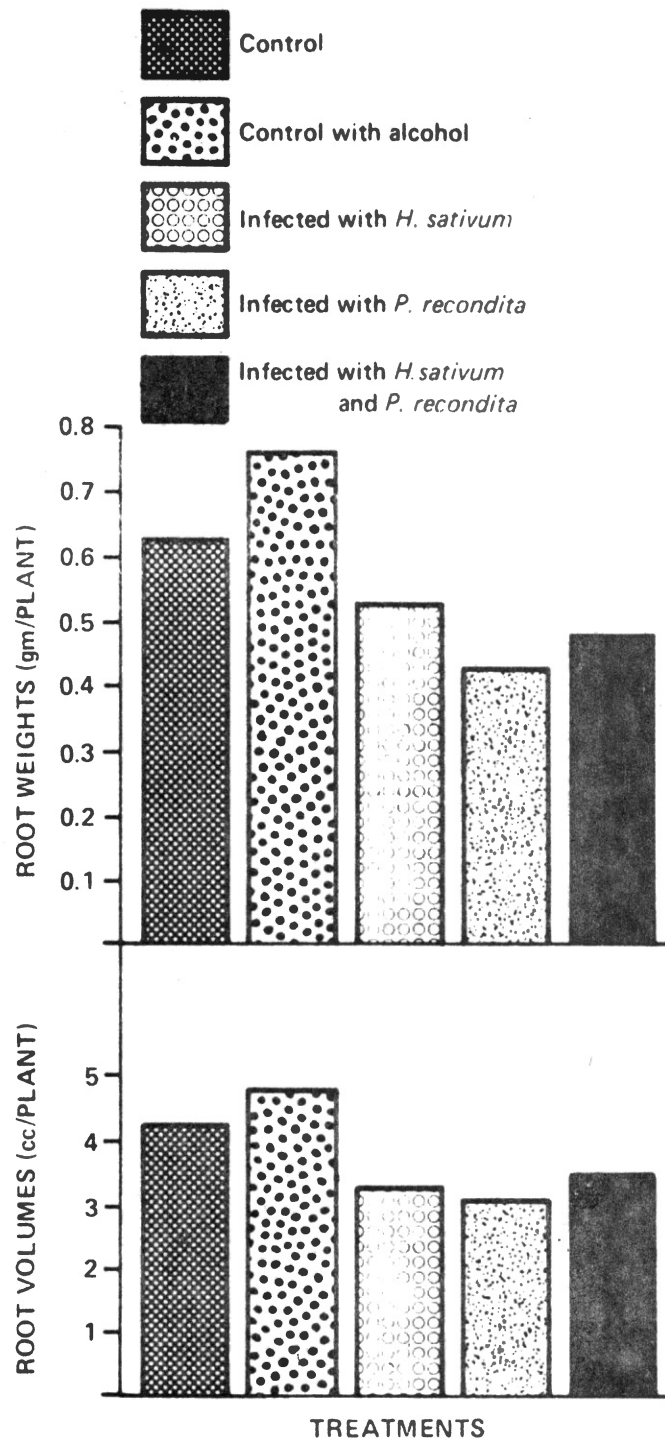 Control
Control with alcohol
Infected with H. sativum
Infected with P. recondita
Infected with H. sativum
and P. recondita
ROOT WEIGHTS (gm/PLANT)
0.8
0.7
0.6
0.5
0.4
0.3
0.2
0.1
ROOT VOLUMES (cc/PLANT)
5
4
3
2
1
TREATMENTS